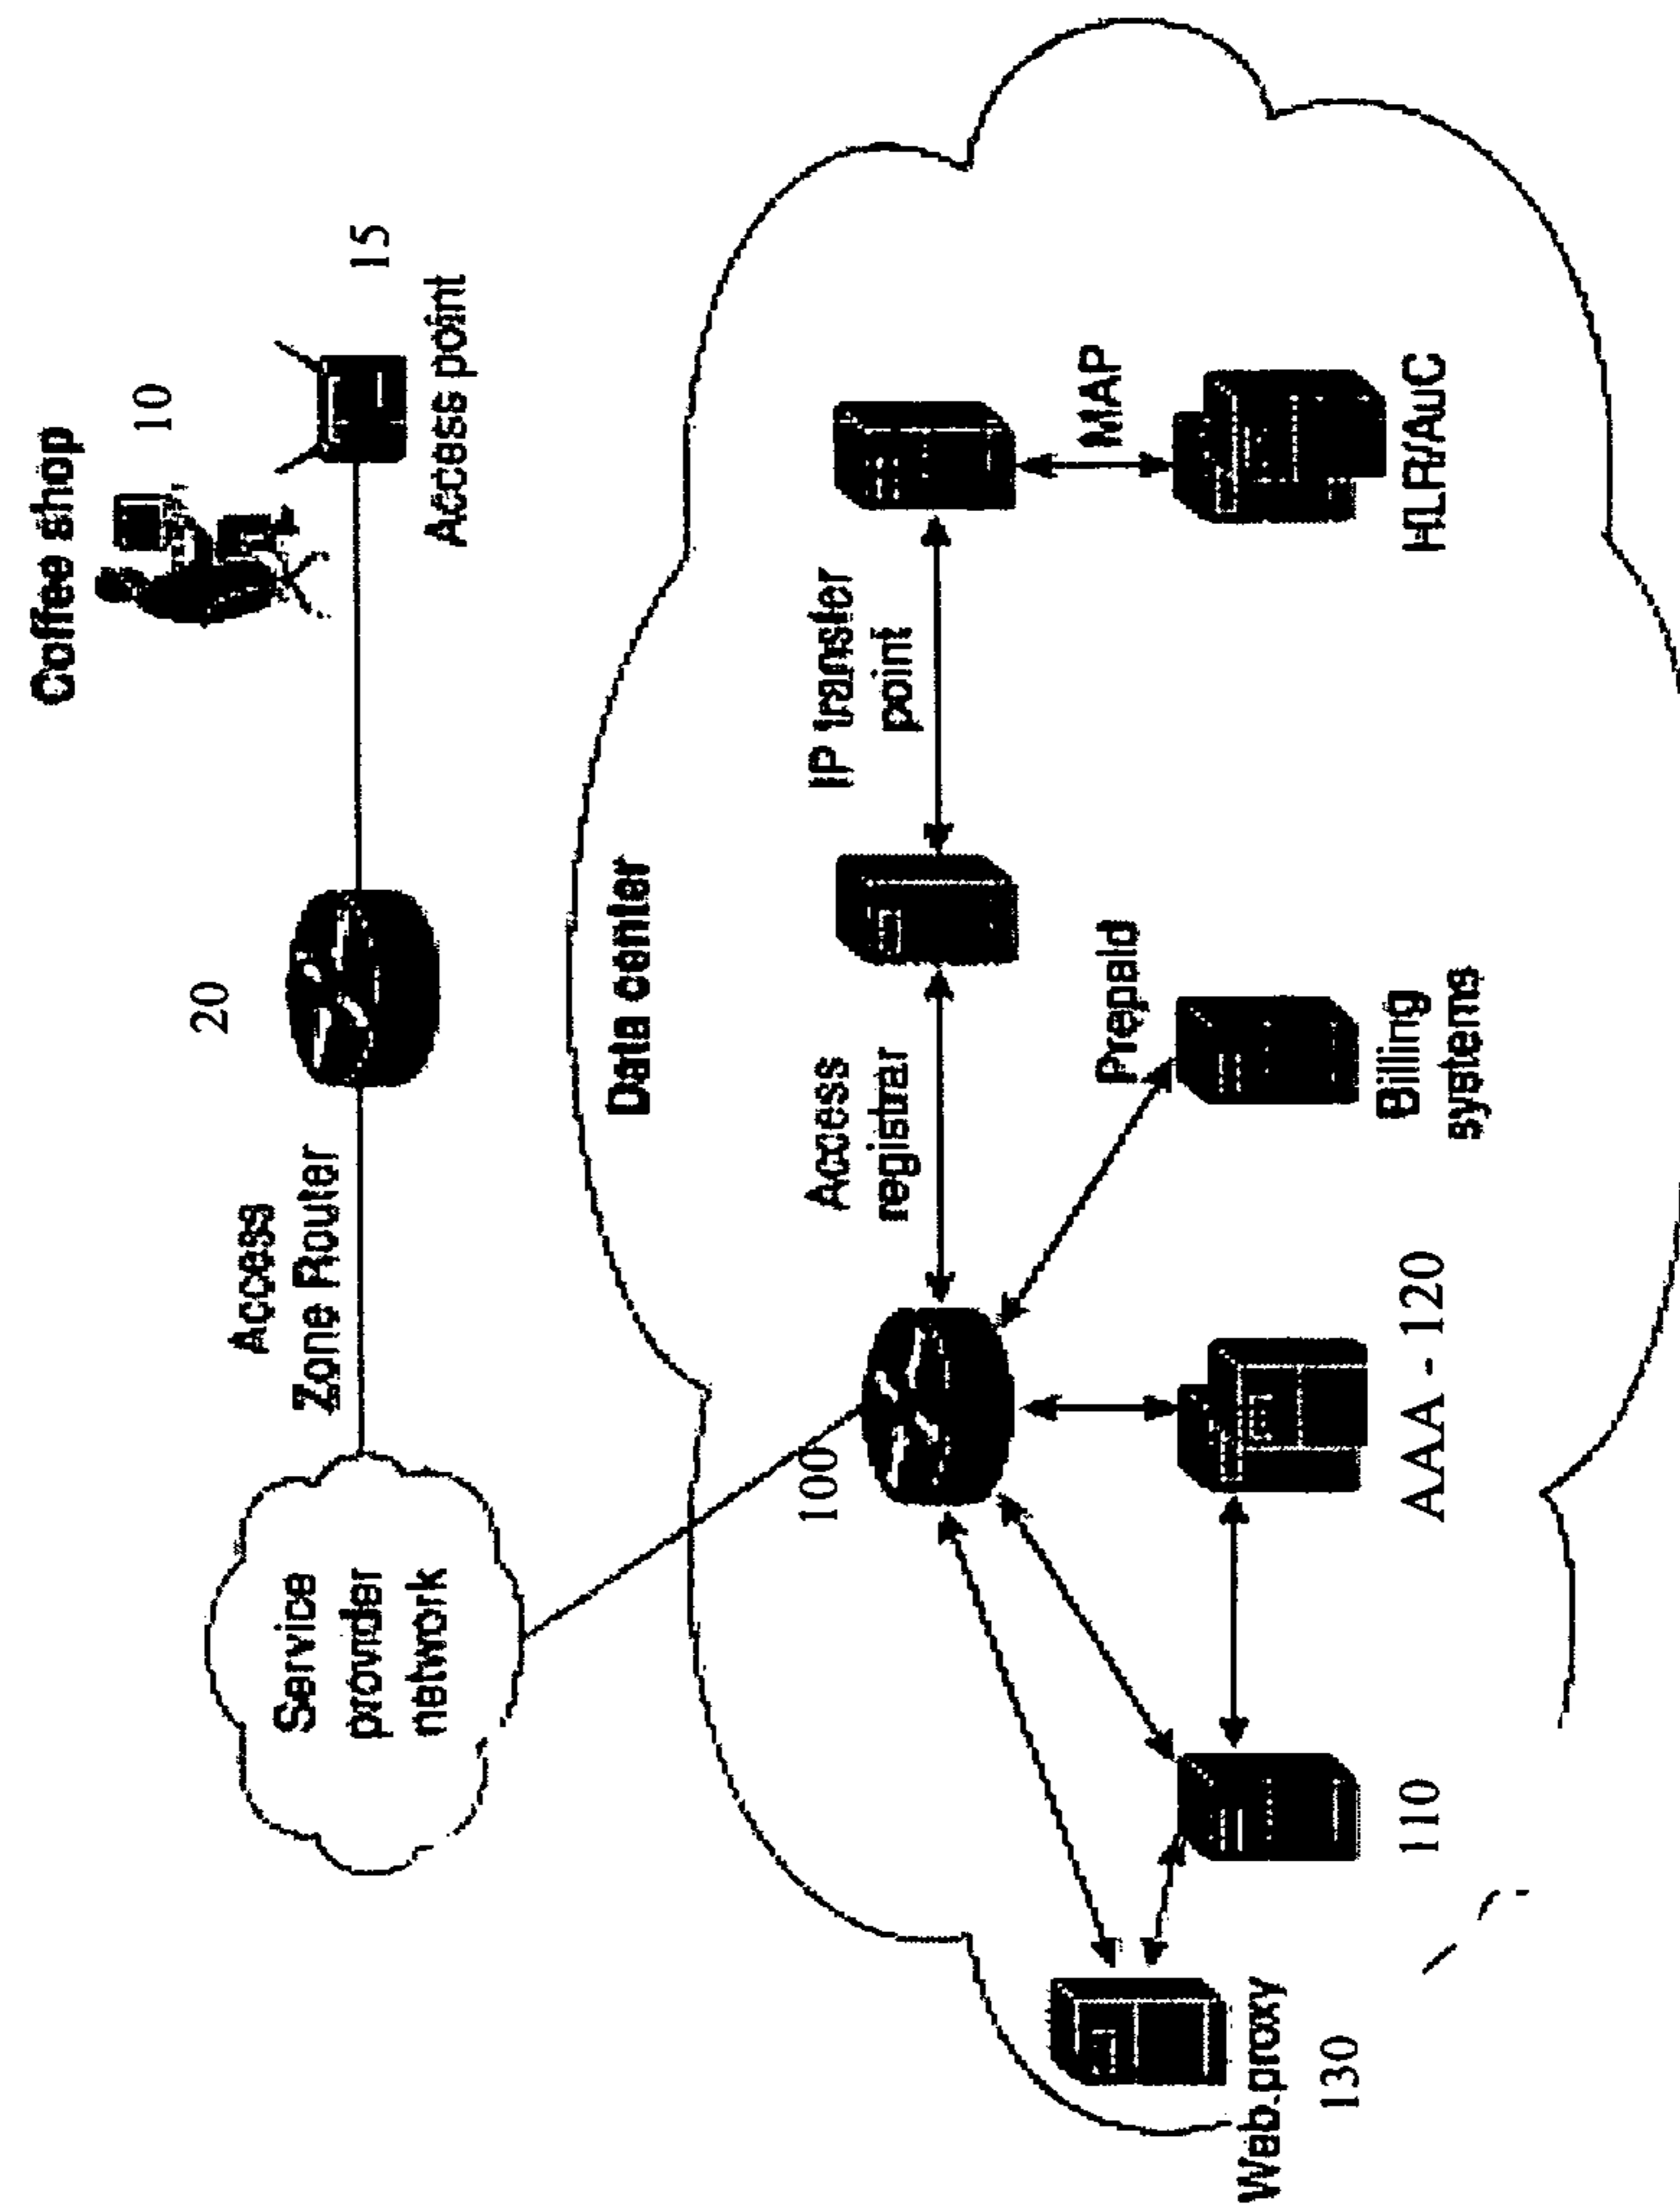 Coffee shop
10
15
Access point
20
Access
Zone Router
Service
provider
network
Data center
IP transfer
point
MAP
HLR/AuC
Access
registrar
Prepaid
Billing
systems
100
AAA - 120
110
Web.proxy
130